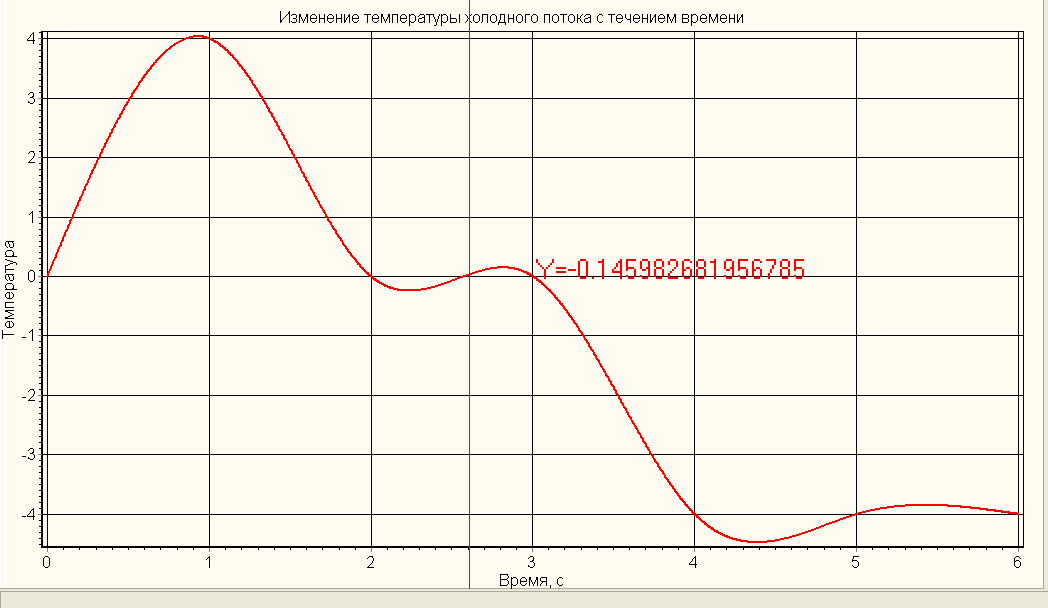 Изменение температуры холодного потока с течением времени
4
3
2
1
0
-1
-2
-3
-4
Температура
Y=-0.145982681956785
0 1 2 3 4 5 6
Время, с